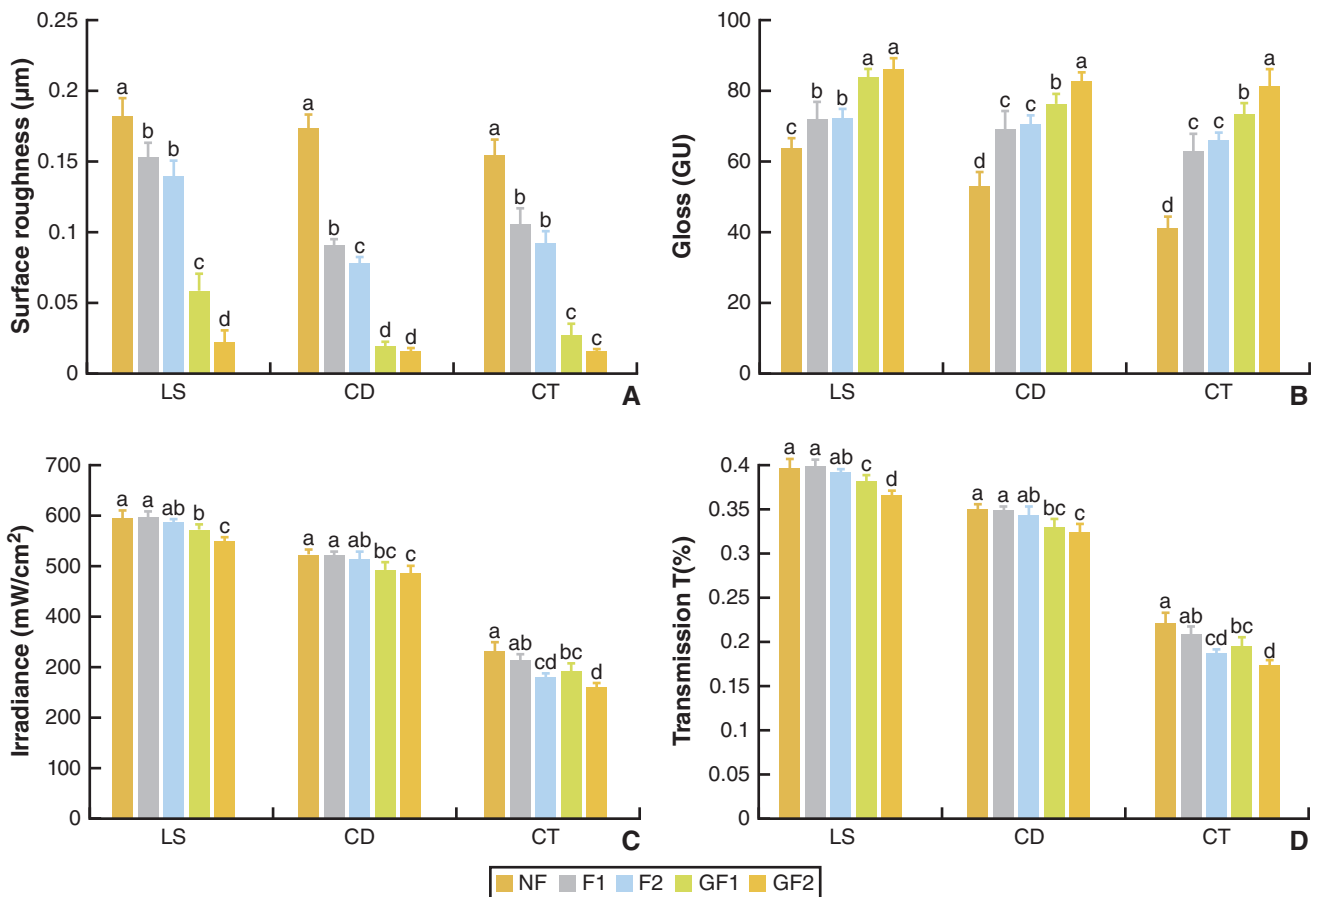 Surface roughness (µm)
0.25
0.2
0.15
0.1
0.05
0
a b b c d
a b c d d
a b b c c
LS CD CT A
Gloss (GU)
100
80
60
40
20
0
c b b a a
d c c b a
d c c b a
LS CD CT B
Irradiance (mW/cm²)
700
600
500
400
200
200
100
0
a a ab b c
a a ab bc c
a ab cd bc d
LS CD CT C
Transmission T(%)
0.4
0.35
0.3
0.25
0.2
0.15
0.1
0.05
0
a a ab c d
a a ab bc c
a ab cd bc d
LS CD CT D
NF F1 F2 GF1 GF2